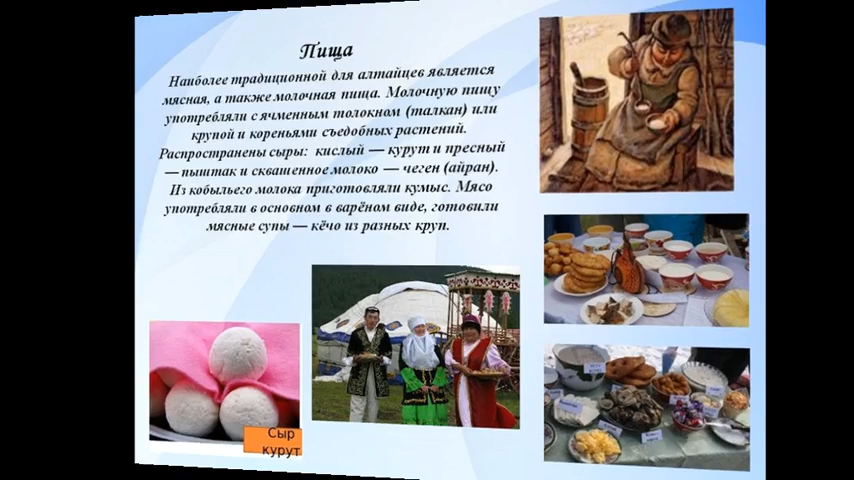 Пища
Наиболее традиционной для алтайцев является
мясная, а также молочная пища. Молочную пищу
употребляли с ячменным толокном (талкан) или
крупой и кореньями съедобных растений.
Распространены сыры: кислый — курут и пресный
— пыштак и сквашенное молоко — чеген (айран).
Из кобыльего молока приготовляли кумыс. Мясо
употребляли в основном в варёном виде, готовили
мясные супы — кёчо из разных круп.
Сыр
курут